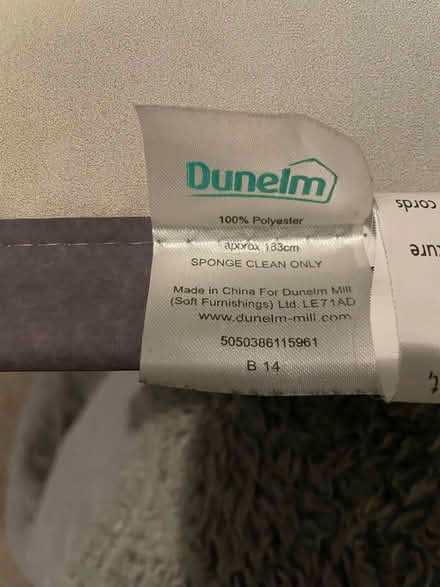 Dunelm
100% Polyester
aporox 183cm
SPONGE CLEAN ONLY
Made in China For Dunelm Mill
(Soft Furnishings) Ltd. LE71AD
www.dunelm-mill.com
5050386115961
B 14
cords